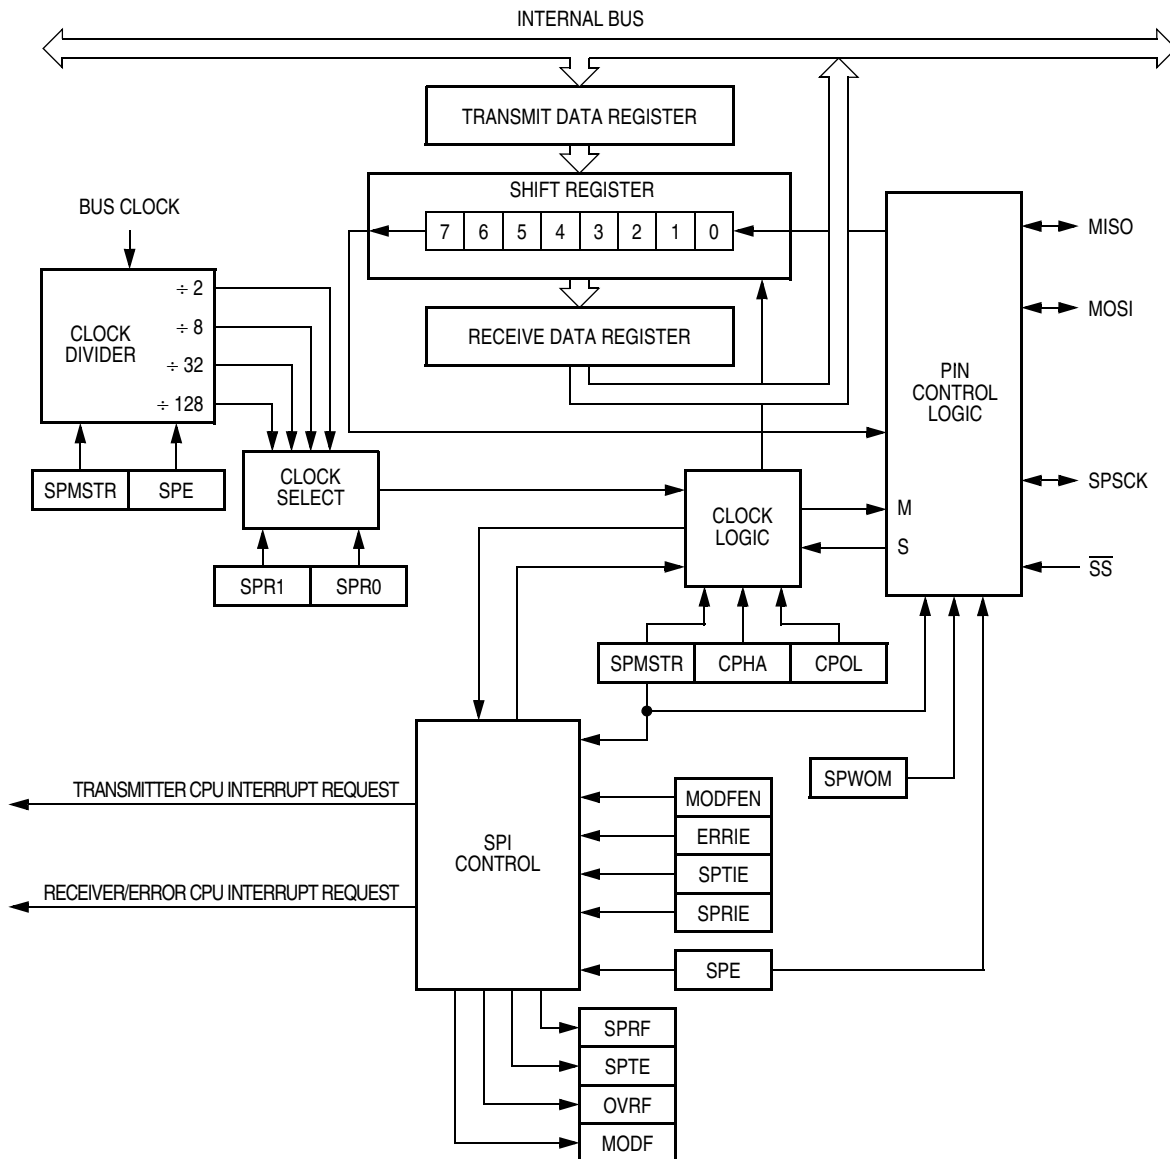 INTERNAL BUS
TRANSMIT DATA REGISTER
SHIFT REGISTER
7 6 5 4 3 2 1 0
RECEIVE DATA REGISTER
BUS CLOCK
CLOCK
DIVIDER
÷ 2
÷ 8
÷ 32
÷ 128
SPMSTR
SPE
CLOCK
SELECT
SPR1
SPR0
CLOCK
LOGIC
SPMSTR
CPHA
CPOL
PIN
CONTROL
LOGIC
M
S
MISO
MOSI
SPSCK
SS
SPWOM
TRANSMITTER CPU INTERRUPT REQUEST
RECEIVER/ERROR CPU INTERRUPT REQUEST
SPI
CONTROL
MODFEN
ERRIE
SPTIE
SPRIE
SPE
SPRF
SPTE
OVRF
MODF